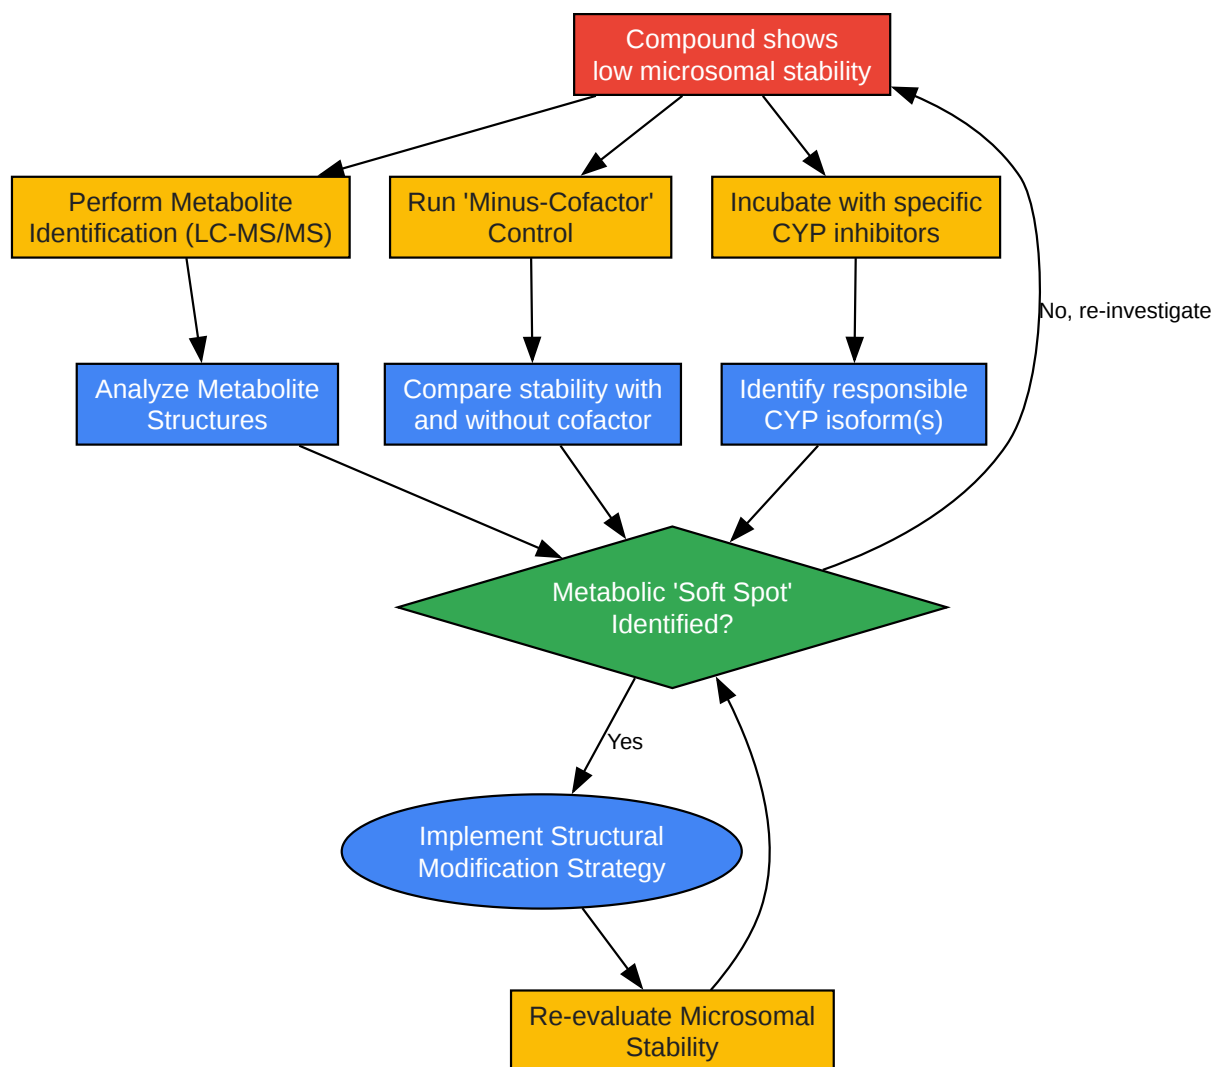 Compound shows
low microsomal stability
Perform Metabolite
Identification (LC-MS/MS)
Run 'Minus-Cofactor'
Control
Incubate with specific
CYP inhibitors
No, re-investigate
Analyze Metabolite
Structures
Compare stability with
and without cofactor
Identify responsible
CYP isoform(s)
Metabolic 'Soft Spot'
Identified?
Yes
Implement Structural
Modification Strategy
Re-evaluate Microsomal
Stability